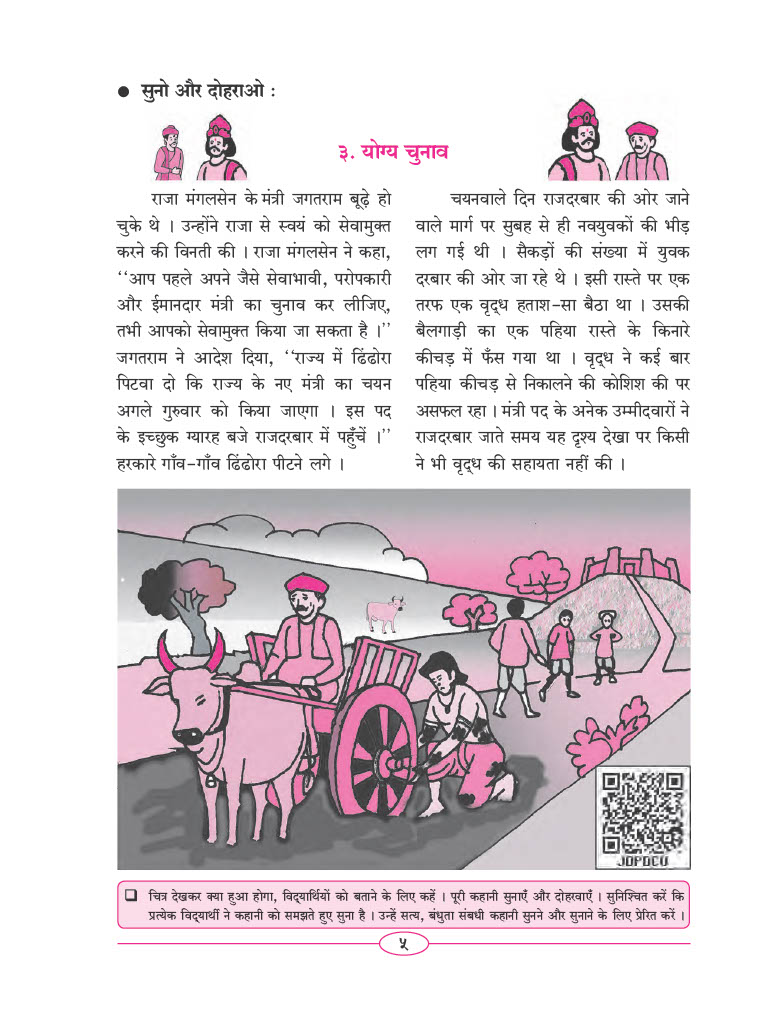 ● सुनो और दोहराओ :
३. योग्य चुनाव
राजा मंगलसेन के मंत्री जगतराम बूढ़े हो
चुके थे । उन्होंने राजा से स्वयं को सेवामुक्त
करने की विनती की । राजा मंगलसेन ने कहा,
‘‘आप पहले अपने जैसे सेवाभावी, परोपकारी
और ईमानदार मंत्री का चुनाव कर लीजिए,
तभी आपको सेवामुक्त किया जा सकता है ।’’
जगतराम ने आदेश दिया, ‘‘राज्य में ढिंढोरा
पिटवा दो कि राज्य के नए मंत्री का चयन
अगले गुरुवार को किया जाएगा । इस पद
के इच्छुक ग्यारह बजे राजदरबार में पहुँचें ।’’
हरकारे गाँव-गाँव ढिंढोरा पीटने लगे ।
चयनवाले दिन राजदरबार की ओर जाने
वाले मार्ग पर सुबह से ही नवयुवकों की भीड़
लग गई थी । सैकड़ों की संख्या में युवक
दरबार की ओर जा रहे थे । इसी रास्ते पर एक
तरफ एक वृद्ध हताश-सा बैठा था । उसकी
बैलगाड़ी का एक पहिया रास्ते के किनारे
कीचड़ में फँस गया था । वृद्ध ने कई बार
पहिया कीचड़ से निकालने की कोशिश की पर
असफल रहा । मंत्री पद के अनेक उम्मीदवारों ने
राजदरबार जाते समय यह दृश्य देखा पर किसी
ने भी वृद्ध की सहायता नहीं की ।
JDPDCU
❑ चित्र देखकर क्या हुआ होगा, विद्यार्थियों को बताने के लिए कहें । पूरी कहानी सुनाएँ और दोहरवाएँ । सुनिश्चित करें कि
प्रत्येक विद्यार्थी ने कहानी को समझते हुए सुना है । उन्हें सत्य, बंधुता संबधी कहानी सुनने और सुनाने के लिए प्रेरित करें ।
५